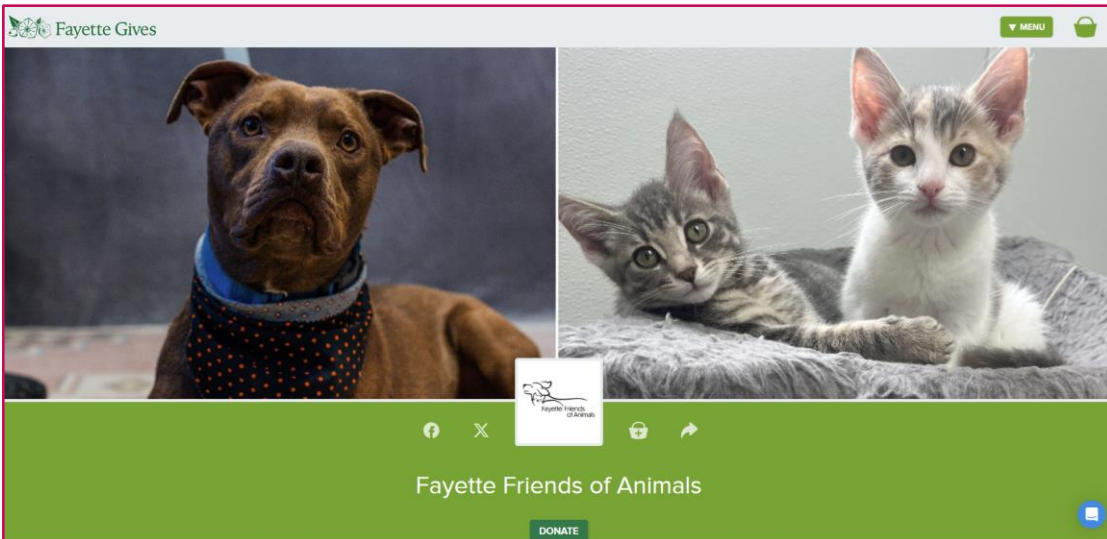 Fayette Gives
▼ MENU
Fayette Friends
of Animals
Fayette Friends of Animals
DONATE